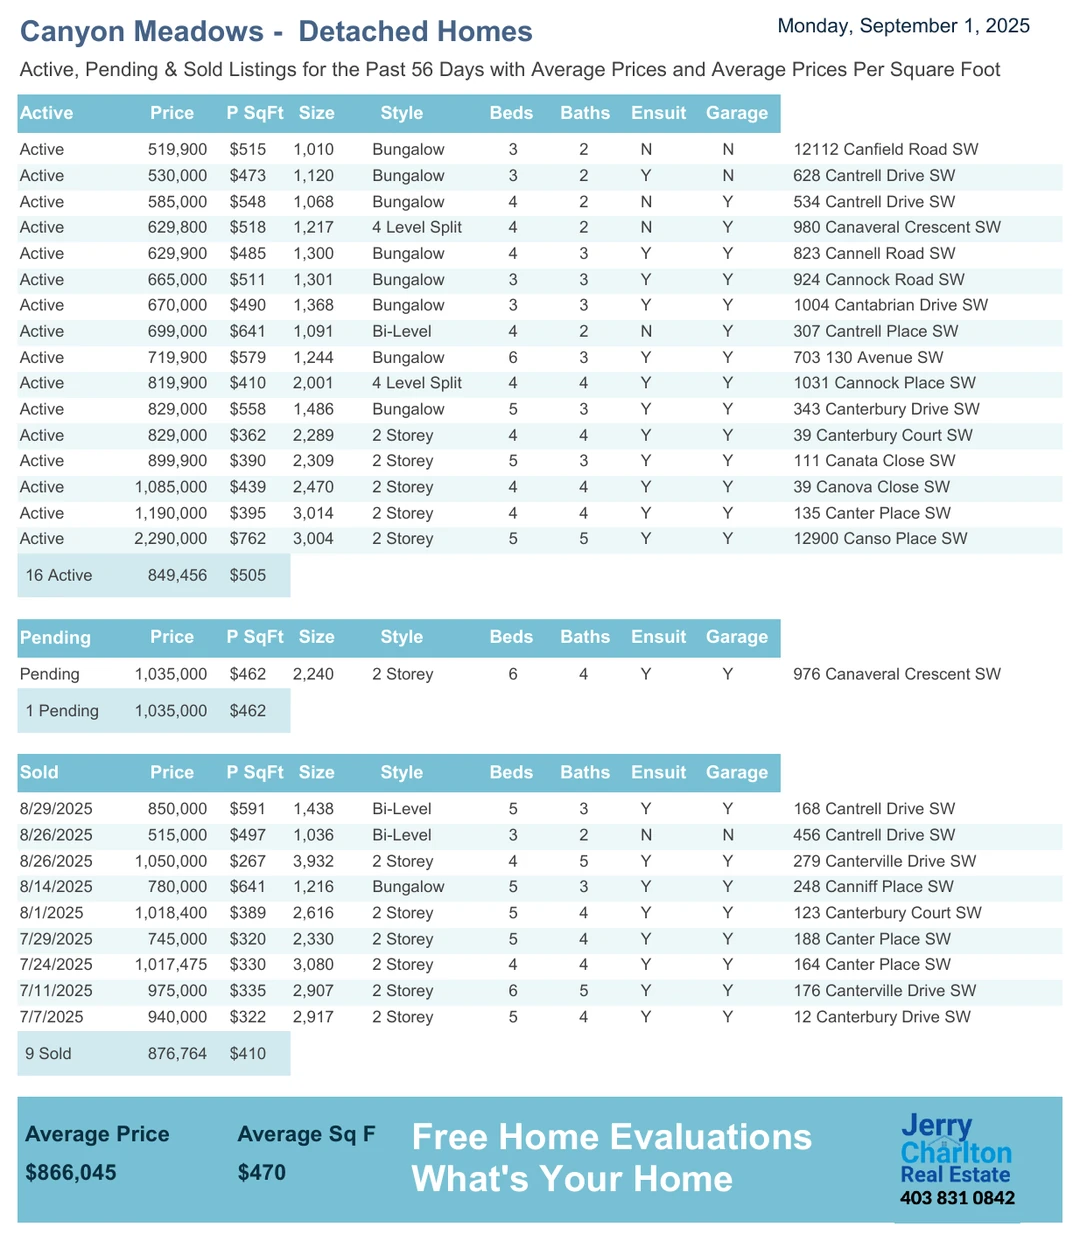 Canyon Meadows -  Detached Homes
Monday, September 1, 2025
Active, Pending & Sold Listings for the Past 56 Days with Average Prices and Average Prices Per Square Foot
Active Price P SqFt Size Style Beds Baths Ensuit Garage
Active 519,900 $515 1,010 Bungalow 3 2 N N 12112 Canfield Road SW
Active 530,000 $473 1,120 Bungalow 3 2 Y N 628 Cantrell Drive SW
Active 585,000 $548 1,068 Bungalow 4 2 N Y 534 Cantrell Drive SW
Active 629,800 $518 1,217 4 Level Split 4 2 N Y 980 Canaveral Crescent SW
Active 629,900 $485 1,300 Bungalow 4 3 Y Y 823 Cannell Road SW
Active 665,000 $511 1,301 Bungalow 3 3 Y Y 924 Cannock Road SW
Active 670,000 $490 1,368 Bungalow 3 3 Y Y 1004 Cantabrian Drive SW
Active 699,000 $641 1,091 Bi-Level 4 2 N Y 307 Cantrell Place SW
Active 719,900 $579 1,244 Bungalow 6 3 Y Y 703 130 Avenue SW
Active 819,900 $410 2,001 4 Level Split 4 4 Y Y 1031 Cannock Place SW
Active 829,000 $558 1,486 Bungalow 5 3 Y Y 343 Canterbury Drive SW
Active 829,000 $362 2,289 2 Storey 4 4 Y Y 39 Canterbury Court SW
Active 899,900 $390 2,309 2 Storey 5 3 Y Y 111 Canata Close SW
Active 1,085,000 $439 2,470 2 Storey 4 4 Y Y 39 Canova Close SW
Active 1,190,000 $395 3,014 2 Storey 4 4 Y Y 135 Canter Place SW
Active 2,290,000 $762 3,004 2 Storey 5 5 Y Y 12900 Canso Place SW
16 Active 849,456 $505
Pending Price P SqFt Size Style Beds Baths Ensuit Garage
Pending 1,035,000 $462 2,240 2 Storey 6 4 Y Y 976 Canaveral Crescent SW
1 Pending 1,035,000 $462
Sold Price P SqFt Size Style Beds Baths Ensuit Garage
8/29/2025 850,000 $591 1,438 Bi-Level 5 3 Y Y 168 Cantrell Drive SW
8/26/2025 515,000 $497 1,036 Bi-Level 3 2 N N 456 Cantrell Drive SW
8/26/2025 1,050,000 $267 3,932 2 Storey 4 5 Y Y 279 Canterville Drive SW
8/14/2025 780,000 $641 1,216 Bungalow 5 3 Y Y 248 Canniff Place SW
8/1/2025 1,018,400 $389 2,616 2 Storey 5 4 Y Y 123 Canterbury Court SW
7/29/2025 745,000 $320 2,330 2 Storey 5 4 Y Y 188 Canter Place SW
7/24/2025 1,017,475 $330 3,080 2 Storey 4 4 Y Y 164 Canter Place SW
7/11/2025 975,000 $335 2,907 2 Storey 6 5 Y Y 176 Canterville Drive SW
7/7/2025 940,000 $322 2,917 2 Storey 5 4 Y Y 12 Canterbury Drive SW
9 Sold 876,764 $410
Average Price Average Sq F
$866,045 $470
Free Home Evaluations
What's Your Home
Jerry
Charlton
Real Estate
403 831 0842